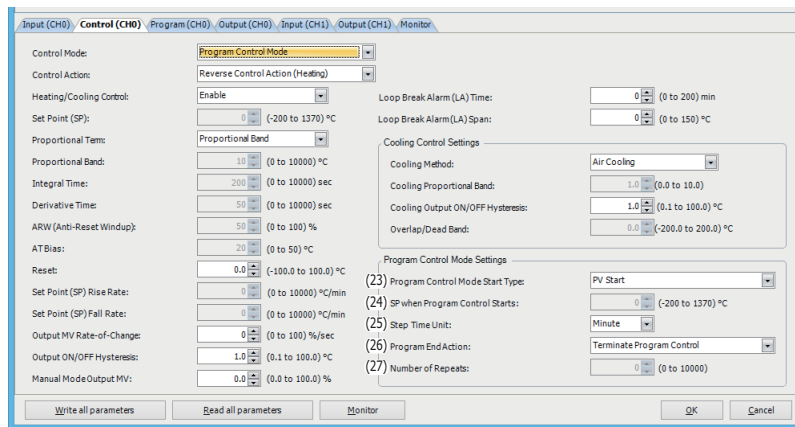 Input (CH0) Control (CH0) Program (CH0) Output (CH0) Input (CH1) Output (CH1) Monitor
Control Mode: Program Control Mode
Control Action: Reverse Control Action (Heating)
Heating/Cooling Control: Enable
Set Point (SP): 0 (-200 to 1370) °C
Proportional Term: Proportional Band
Proportional Band: 10 (0 to 10000) °C
Integral Time: 200 (0 to 10000) sec
Derivative Time: 50 (0 to 10000) sec
ARW (Anti-Reset Windup): 50 (0 to 100) %
AT Bias: 20 (0 to 50) °C
Reset: 0.0 (-100.0 to 100.0) °C
Set Point (SP) Rise Rate: 0 (0 to 10000) °C/min
Set Point (SP) Fall Rate: 0 (0 to 10000) °C/min
Output MV Rate-of-Change: 0 (0 to 100) %/sec
Output ON/OFF Hysteresis: 1.0 (0.1 to 100.0) °C
Manual Mode Output MV: 0.0 (0.0 to 100.0) %
Loop Break Alarm (LA) Time: 0 (0 to 200) min
Loop Break Alarm (LA) Span: 0 (0 to 150) °C
Cooling Control Settings
Cooling Method: Air Cooling
Cooling Proportional Band: 1.0 (0.0 to 10.0)
Cooling Output ON/OFF Hysteresis: 1.0 (0.1 to 100.0) °C
Overlap/Dead Band: 0.0 (-200.0 to 200.0) °C
Program Control Mode Settings
(23) Program Control Mode Start Type: PV Start
(24) SP when Program Control Starts: 0 (-200 to 1370) °C
(25) Step Time Unit: Minute
(26) Program End Action: Terminate Program Control
(27) Number of Repeats: 0 (0 to 10000)
Write all parameters Read all parameters Monitor OK Cancel